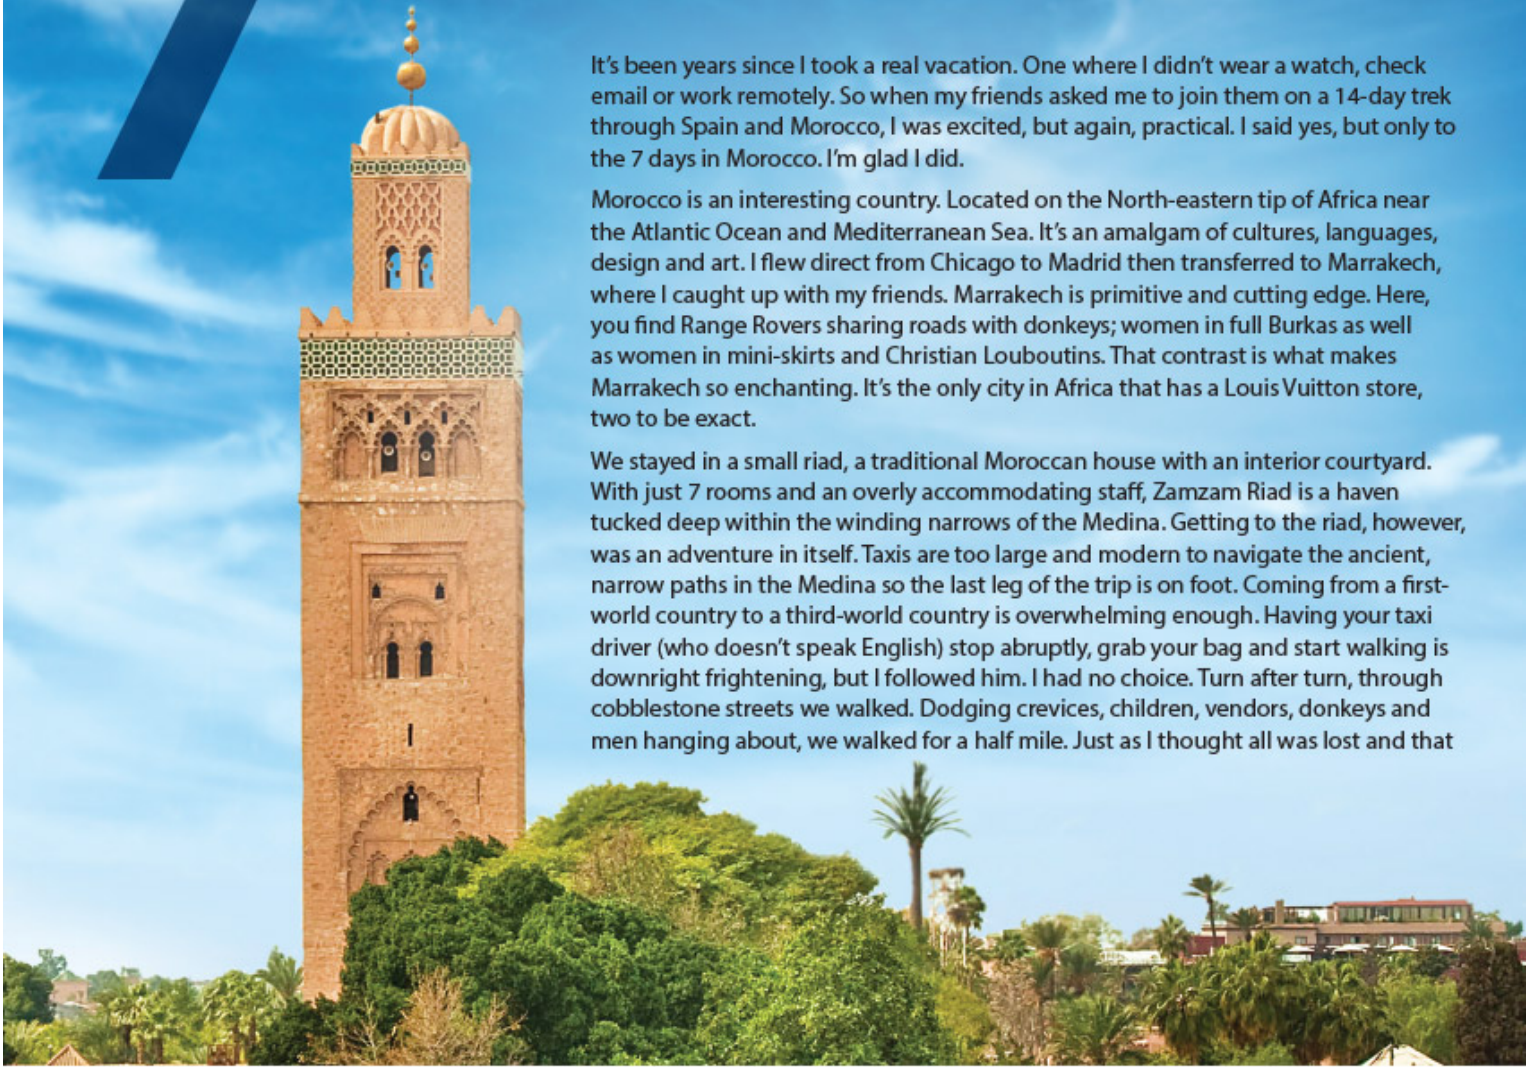 It's been years since I took a real vacation. One where I didn't wear a watch, check
email or work remotely. So when my friends asked me to join them on a 14-day trek
through Spain and Morocco, I was excited, but again, practical. I said yes, but only to
the 7 days in Morocco. I'm glad I did.
Morocco is an interesting country. Located on the North-eastern tip of Africa near
the Atlantic Ocean and Mediterranean Sea. It's an amalgam of cultures, languages,
design and art. I flew direct from Chicago to Madrid then transferred to Marrakech,
where I caught up with my friends. Marrakech is primitive and cutting edge. Here,
you find Range Rovers sharing roads with donkeys; women in full Burkas as well
as women in mini-skirts and Christian Louboutins. That contrast is what makes
Marrakech so enchanting. It's the only city in Africa that has a Louis Vuitton store,
two to be exact.
We stayed in a small riad, a traditional Moroccan house with an interior courtyard.
With just 7 rooms and an overly accommodating staff, Zamzam Riad is a haven
tucked deep within the winding narrows of the Medina. Getting to the riad, however,
was an adventure in itself. Taxis are too large and modern to navigate the ancient,
narrow paths in the Medina so the last leg of the trip is on foot. Coming from a first-
world country to a third-world country is overwhelming enough. Having your taxi
driver (who doesn't speak English) stop abruptly, grab your bag and start walking is
downright frightening, but I followed him. I had no choice. Turn after turn, through
cobblestone streets we walked. Dodging crevices, children, vendors, donkeys and
men hanging about, we walked for a half mile. Just as I thought all was lost and that